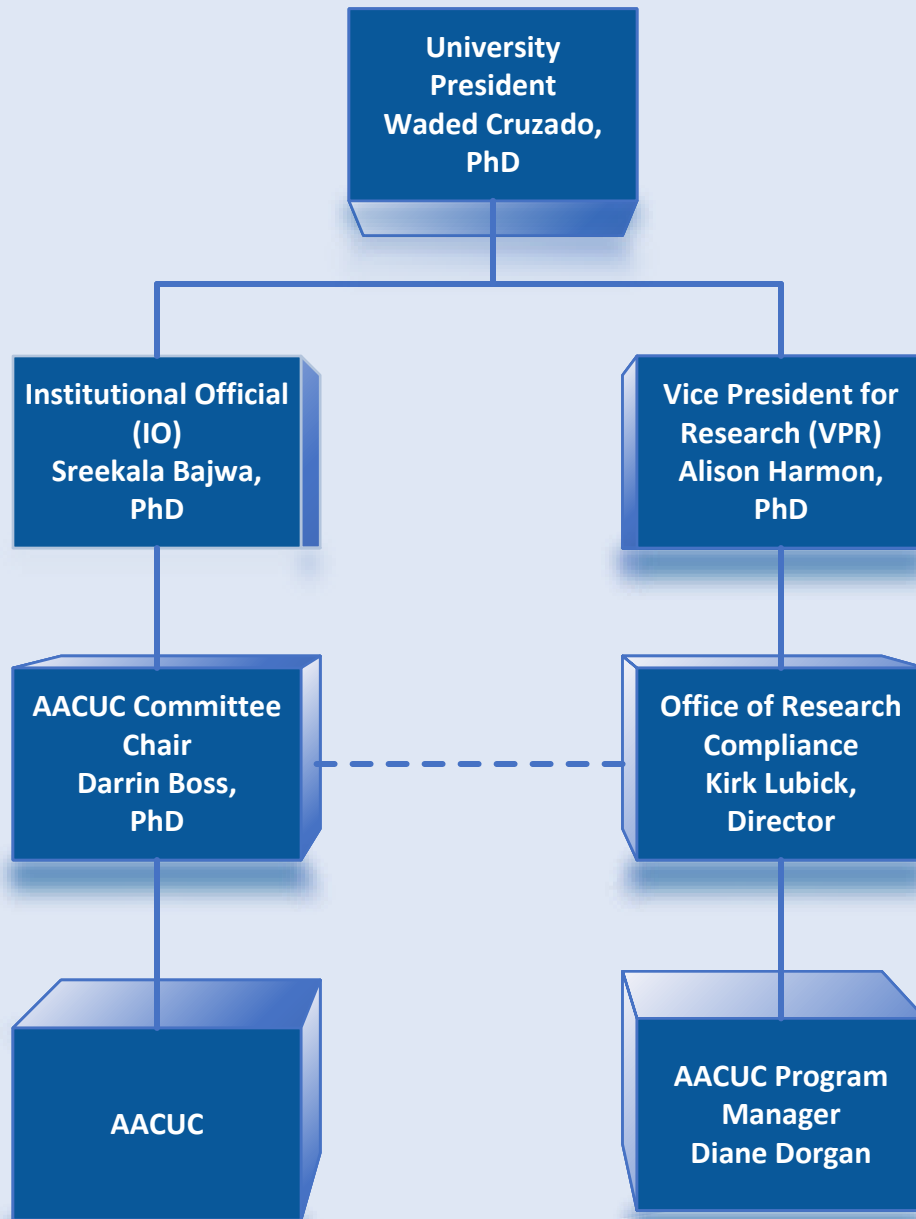 University
President
Waded Cruzado,
PhD
Institutional Official
(IO)
Sreekala Bajwa,
PhD
Vice President for
Research (VPR)
Alison Harmon,
PhD
AACUC Committee
Chair
Darrin Boss,
PhD
Office of Research
Compliance
Kirk Lubick,
Director
AACUC
AACUC Program
Manager
Diane Dorgan